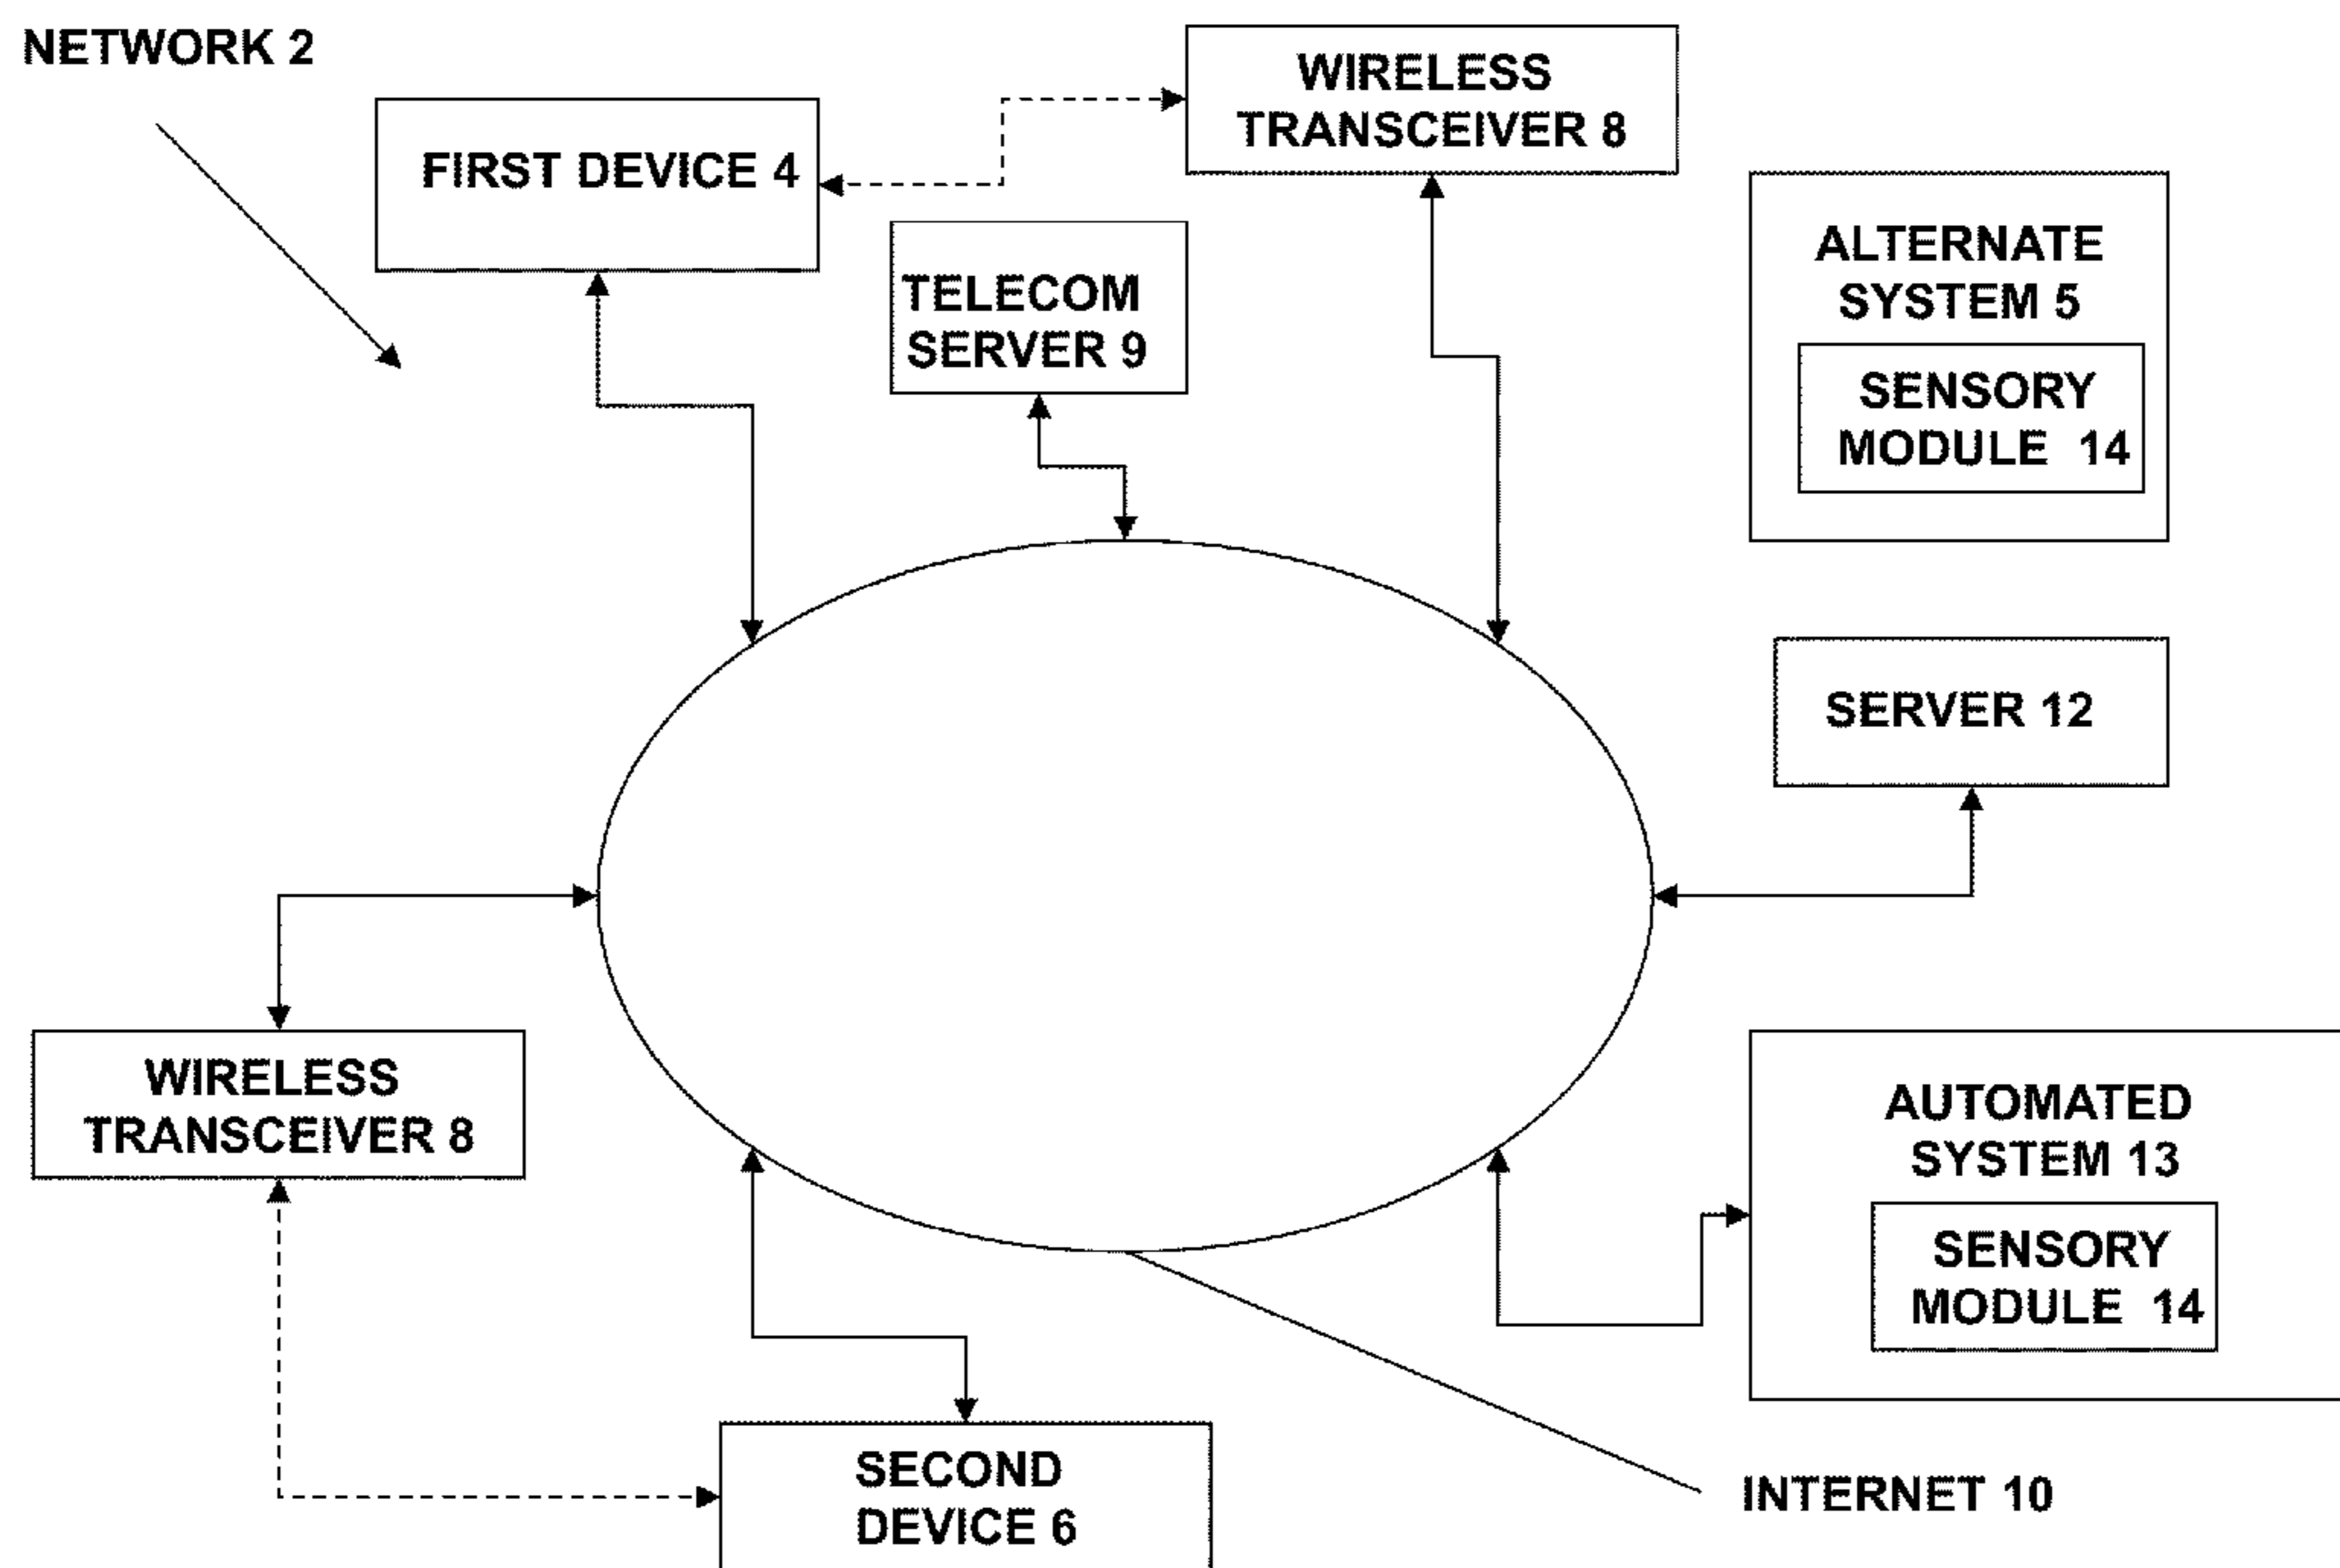 NETWORK 2
WIRELESS
TRANSCEIVER 8
FIRST DEVICE 4
TELECOM
SERVER 9
ALTERNATE
SYSTEM 5
SENSORY
MODULE 14
SERVER 12
WIRELESS
TRANSCEIVER 8
AUTOMATED
SYSTEM 13
SENSORY
MODULE 14
SECOND
DEVICE 6
INTERNET 10